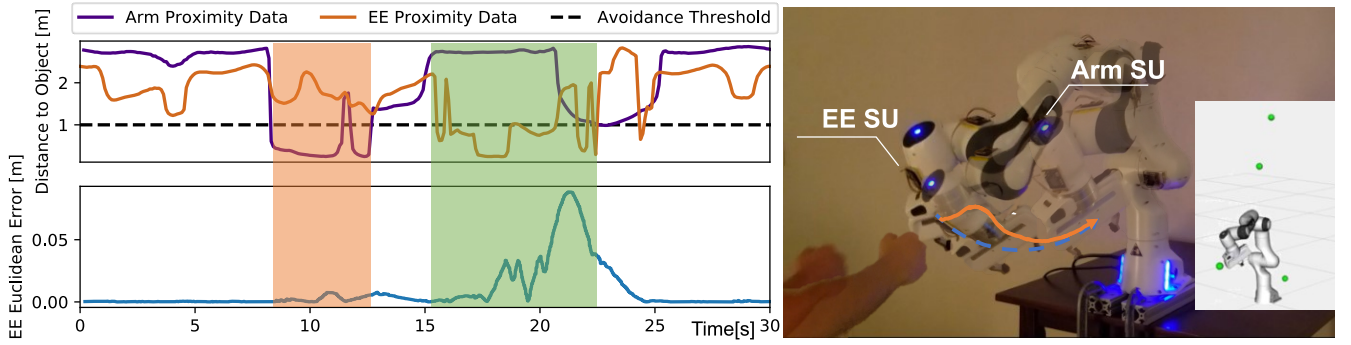 Arm Proximity Data
EE Proximity Data
Avoidance Threshold
Distance to Object [m]
2
1
EE Euclidean Error [m]
0.05
0.00
0
5
10
15
20
25
30
Time[s]
Arm SU
EE SU